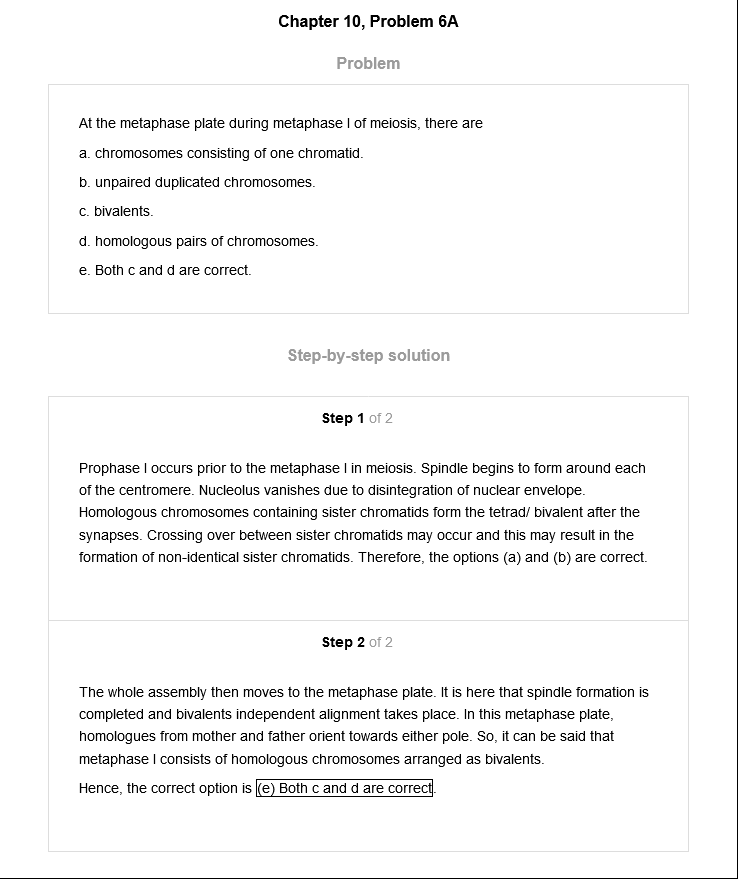 Chapter 10, Problem 6A
Problem
At the metaphase plate during metaphase I of meiosis, there are
a. chromosomes consisting of one chromatid.
b. unpaired duplicated chromosomes.
c. bivalents.
d. homologous pairs of chromosomes.
e. Both c and d are correct.
Step-by-step solution
Step 1 of 2
Prophase I occurs prior to the metaphase I in meiosis. Spindle begins to form around each
of the centromere. Nucleolus vanishes due to disintegration of nuclear envelope.
Homologous chromosomes containing sister chromatids form the tetrad/ bivalent after the
synapses. Crossing over between sister chromatids may occur and this may result in the
formation of non-identical sister chromatids. Therefore, the options (a) and (b) are correct.
Step 2 of 2
The whole assembly then moves to the metaphase plate. It is here that spindle formation is
completed and bivalents independent alignment takes place. In this metaphase plate,
homologues from mother and father orient towards either pole. So, it can be said that
metaphase I consists of homologous chromosomes arranged as bivalents.
Hence, the correct option is (e) Both c and d are correct.